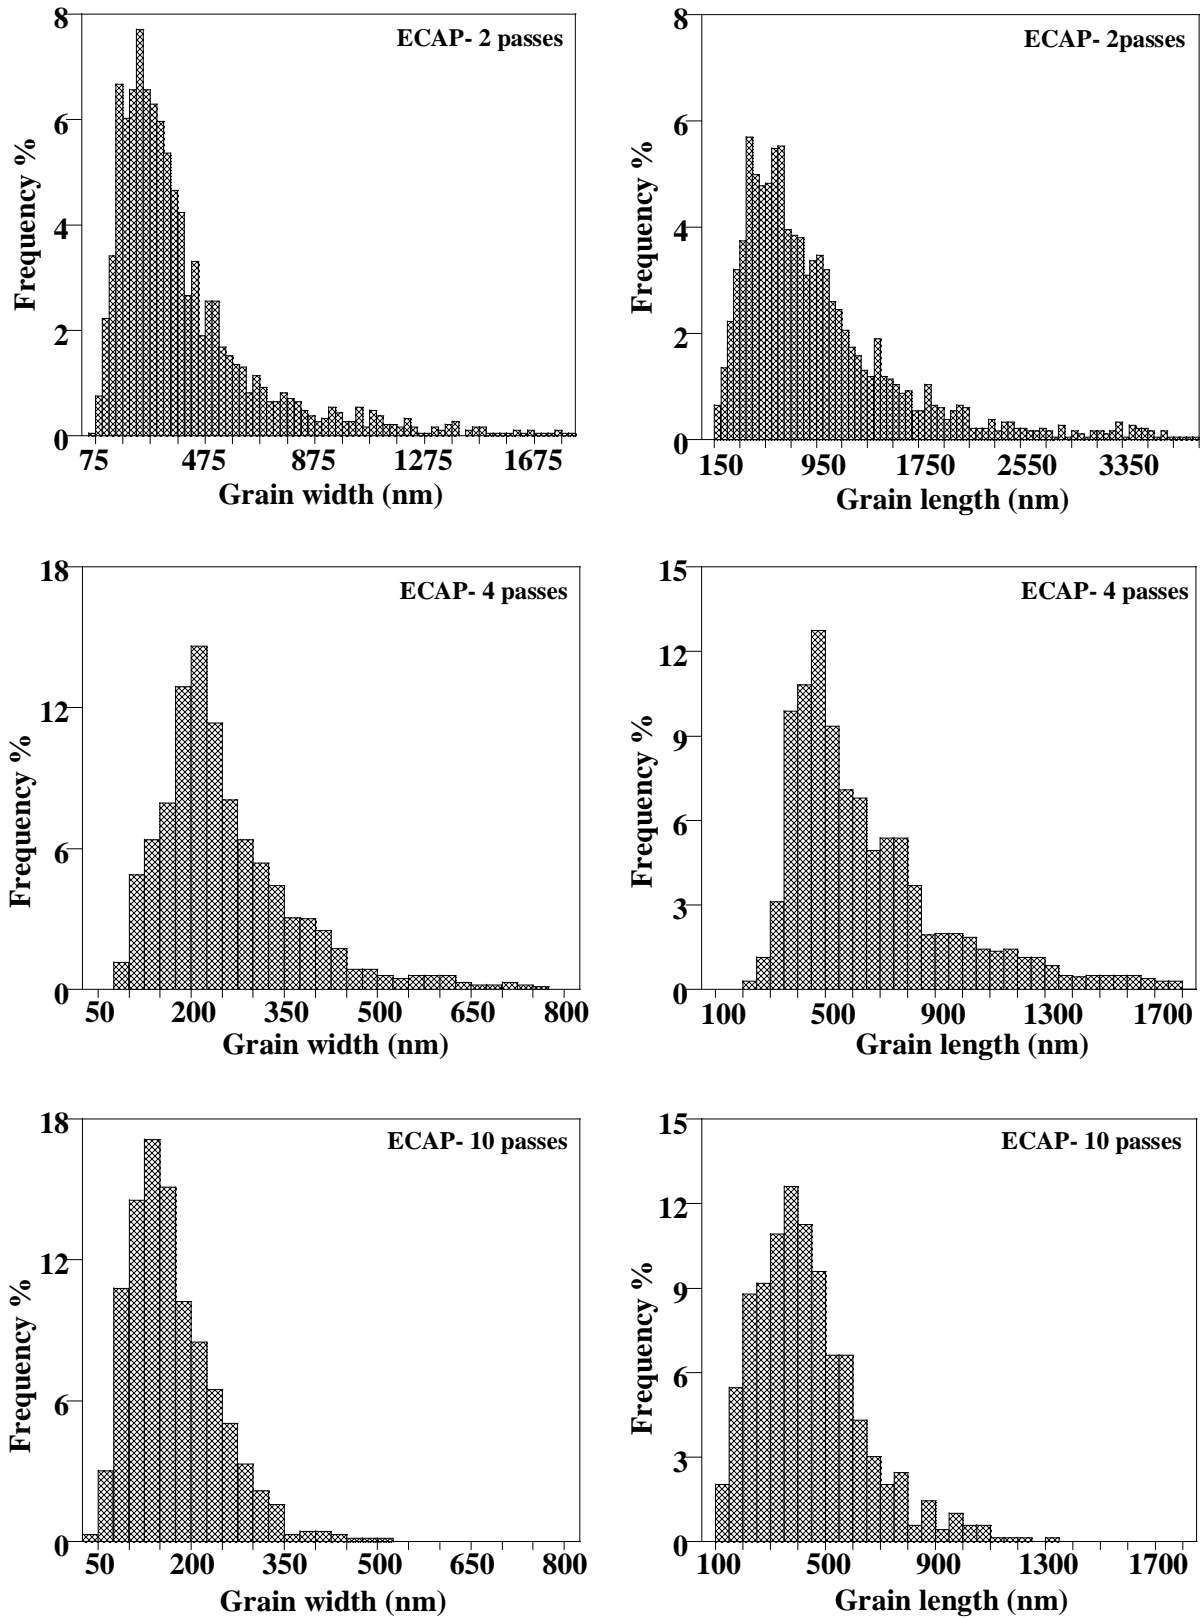 8
6
4
2
0
Frequency %
ECAP- 2 passes
75 475 875 1275 1675
Grain width (nm)
8
6
4
2
0
Frequency %
ECAP- 2passes
150 950 1750 2550 3350
Grain length (nm)
18
12
6
0
Frequency %
ECAP- 4 passes
50 200 350 500 650 800
Grain width (nm)
15
12
9
6
3
0
Frequency %
ECAP- 4 passes
100 500 900 1300 1700
Grain length (nm)
18
12
6
0
Frequency %
ECAP- 10 passes
50 200 350 500 650 800
Grain width (nm)
15
12
9
6
3
0
Frequency %
ECAP- 10 passes
100 500 900 1300 1700
Grain length (nm)